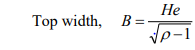 Top width, B = He / √ρ−1